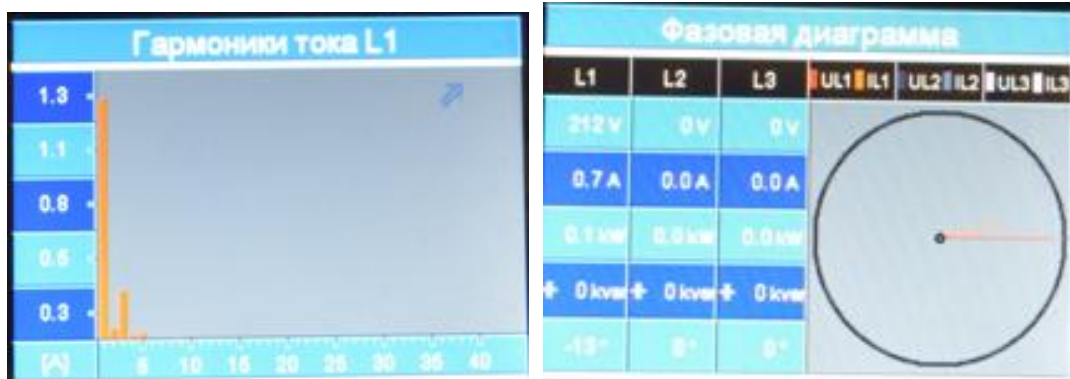 Гармоники тока L1
1.3
1.1
0.8
0.6
0.3
[A] 5 10 15 20 25 30 35 40
Фазовая диаграмма
L1 L2 L3 UL1 IL1 UL2 IL2 UL3 IL3
212 V 0 V 0 V
0.7 A 0.0 A 0.0 A
0.1 kW 0.0 kW 0.0 kW
+ 0 kvar + 0 kvar + 0 kvar
-13° 0° 0°